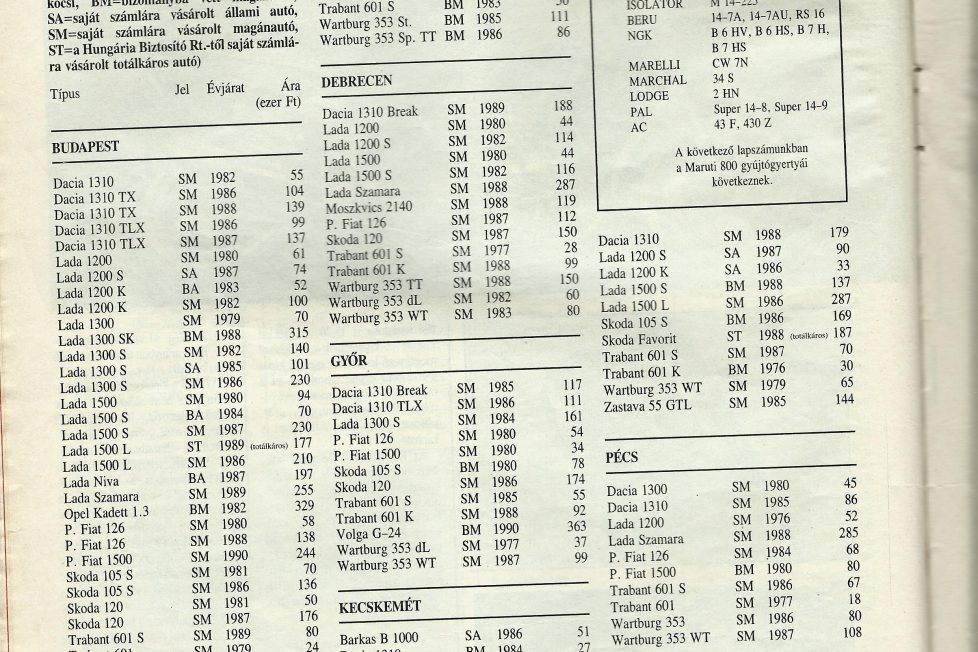 SA=saját számlára vásárolt állami autó,
SM=saját számlára vásárolt magánautó,
ST=a Hungária Biztosító Rt.-től saját számlá-
ra vásárolt totálkáros autó)
Típus Jel Évjárat Ára
(ezer Ft)
BUDAPEST
Dacia 1310 SM 1982 55
Dacia 1310 TX SM 1986 104
Dacia 1310 TX SM 1988 139
Dacia 1310 TLX SM 1986 99
Dacia 1310 TLX SM 1987 137
Lada 1200 SM 1980 61
Lada 1200 S SA 1987 74
Lada 1200 K BA 1983 52
Lada 1200 K SM 1982 100
Lada 1300 SM 1979 70
Lada 1300 SK BM 1988 315
Lada 1300 S SM 1982 140
Lada 1300 S SA 1985 101
Lada 1300 S SM 1986 230
Lada 1500 SM 1980 94
Lada 1500 S BA 1984 70
Lada 1500 S SM 1987 230
Lada 1500 L ST 1989 (totálkáros) 177
Lada 1500 L SM 1986 210
Lada Niva BA 1987 197
Lada Szamara SM 1989 255
Opel Kadett 1.3 BM 1982 329
P. Fiat 126 SM 1980 58
P. Fiat 126 SM 1988 138
P. Fiat 1500 SM 1990 244
Skoda 105 S SM 1981 70
Skoda 105 S SM 1986 136
Skoda 120 SM 1981 50
Skoda 120 SM 1987 176
Trabant 601 S SM 1989 80
SM 1979 24
Trabant 601 S BM 1983
Wartburg 353 St. BM 1985 111
Wartburg 353 Sp. TT BM 1986 86
DEBRECEN
Dacia 1310 Break SM 1989 188
Lada 1200 SM 1980 44
Lada 1200 S SM 1982 114
Lada 1500 SM 1980 44
Lada 1500 S SM 1982 116
Lada Szamara SM 1988 287
Moszkvics 2140 SM 1988 119
P. Fiat 126 SM 1987 112
Skoda 120 SM 1987 150
Trabant 601 S SM 1977 28
Trabant 601 K SM 1988 99
Wartburg 353 TT SM 1988 150
Wartburg 353 dL SM 1982 60
Wartburg 353 WT SM 1983 80
GYŐR
Dacia 1310 Break SM 1985 117
Dacia 1310 TLX SM 1986 111
Lada 1300 S SM 1984 161
P. Fiat 126 SM 1980 54
P. Fiat 1500 SM 1980 34
Skoda 105 S BM 1980 78
Skoda 120 SM 1986 174
Trabant 601 S SM 1985 55
Trabant 601 K SM 1988 92
Volga G–24 BM 1990 363
Wartburg 353 dL SM 1977 37
Wartburg 353 WT SM 1987 99
KECSKEMÉT
Barkas B 1000 SA 1986 51
BM 1984 27
ISOLATOR M 14–225
BERU 14–7A, 14–7AU, RS 16
NGK B 6 HV, B 6 HS, B 7 H,
B 7 HS
MARELLI CW 7N
MARCHAL 34 S
LODGE 2 HN
PAL Super 14–8, Super 14–9
AC 43 F, 430 Z
A következő lapszámunkban
a Maruti 800 gyújtógyertyái
következnek.
Dacia 1310 SM 1988 179
Lada 1200 S SA 1987 90
Lada 1200 K SA 1986 33
Lada 1500 S BM 1988 137
Lada 1500 L SM 1986 287
Skoda 105 S BM 1986 169
Skoda Favorit ST 1988 (totálkáros) 187
Trabant 601 S SM 1987 70
Trabant 601 K BM 1976 30
Wartburg 353 WT SM 1979 65
Zastava 55 GTL SM 1985 144
PÉCS
Dacia 1300 SM 1980 45
Dacia 1310 SM 1985 86
Lada 1200 SM 1976 52
Lada Szamara SM 1988 285
P. Fiat 126 SM 1984 68
P. Fiat 1500 BM 1980 80
Trabant 601 S SM 1986 67
Trabant 601 SM 1977 18
Wartburg 353 SM 1986 80
Wartburg 353 WT SM 1987 108